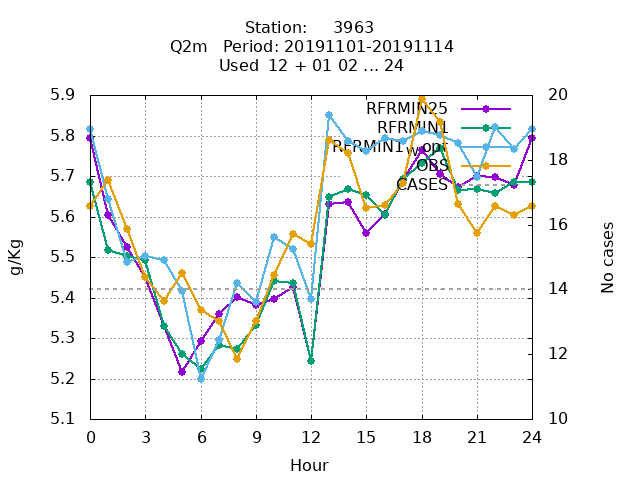 Station:     3963
Q2m   Period: 20191101-20191114
Used  12 + 01 02 ... 24
5.9
5.8
5.7
5.6
5.5
5.4
5.3
5.2
5.1
g/Kg
20
18
16
14
12
10
No cases
RFRMIN25
RFRMIN1
RFRMIN1W_opr
OBS
CASES
0 3 6 9 12 15 18 21 24
Hour